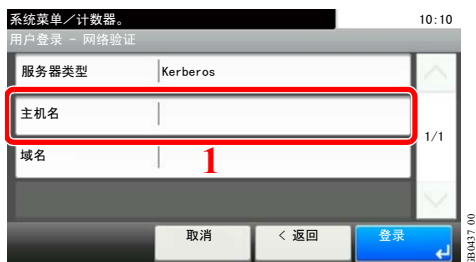 系统菜单／计数器。 10:10
用户登录 - 网络验证
服务器类型 Kerberos
主机名
1/1
域名
1
取消 < 返回 登录
GB0437_00